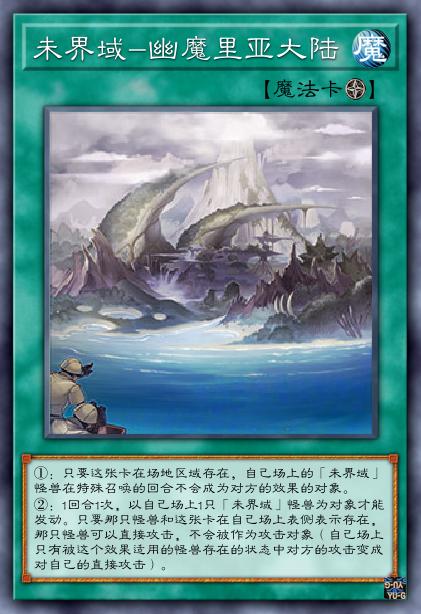 未界域-幽魔里亚大陆
魔
【魔法卡】
①：只要这张卡在场地区域存在，自己场上的「未界域」
怪兽在特殊召唤的回合不会成为对方的效果的对象。
②：1回合1次，以自己场上1只「未界域」怪兽为对象才能
发动。只要那只怪兽和这张卡在自己场上表侧表示存在，
那只怪兽可以直接攻击，不会被作为攻击对象（自己场上
只有被这个效果适用的怪兽存在的状态中对方的攻击变成
对自己的直接攻击）。